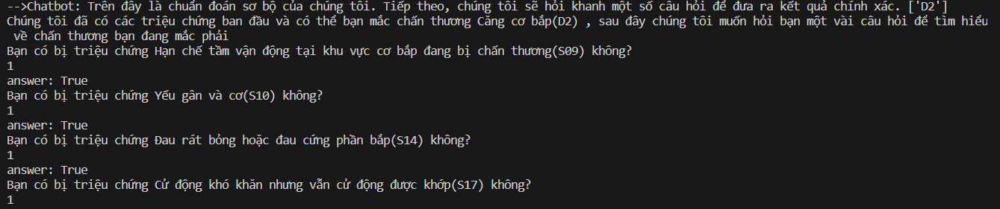 -->Chatbot: Trên đây là chuẩn đoán sơ bộ của chúng tôi. Tiếp theo, chúng tôi sẽ hỏi khanh một số câu hỏi để đưa ra kết quả chính xác. ['D2']
Chúng tôi đã có các triệu chứng ban đầu và có thể bạn mắc chấn thương Căng cơ bắp(D2) , sau đây chúng tôi muốn hỏi bạn một vài câu hỏi để tìm hiểu
về chấn thương bạn đang mắc phải
Bạn có bị triệu chứng Hạn chế tầm vận động tại khu vực cơ bắp đang bị chấn thương(S09) không?
1
answer: True
Bạn có bị triệu chứng Yếu gân và cơ(S10) không?
1
answer: True
Bạn có bị triệu chứng Đau rát bỏng hoặc đau cứng phần bắp(S14) không?
1
answer: True
Bạn có bị triệu chứng Cử động khó khăn nhưng vẫn cử động được khớp(S17) không?
1